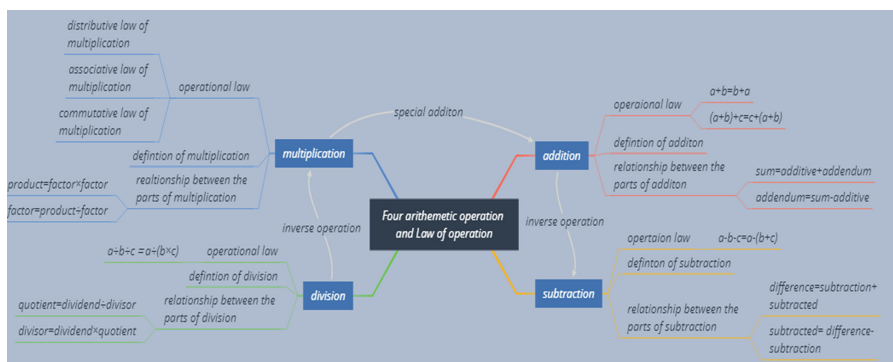 distributive law of
multiplication
associative law of
multiplication
commutative law of
multiplication
operational law
defintion of multiplication
product=factor×factor
factor=product÷factor
realtionship between the
parts of multiplication
multiplication
special additon
inverse operation
a÷b÷c =a÷(b×c)
operational law
defintion of division
quotient=dividend÷divisor
divisor=dividend×quotient
relationship between the
parts of division
division
Four arithemetic operation
and Law of operation
addition
operaional law
a+b=b+a
(a+b)+c=c+(a+b)
defintion of additon
relationship between the
parts of additon
sum=additive+addendum
addendum=sum-additive
inverse operation
subtraction
opertaion law
a-b-c=a-(b+c)
definton of subtraction
relationship between the
parts of subtraction
difference=subtraction+
subtracted
subtracted= difference-
subtraction